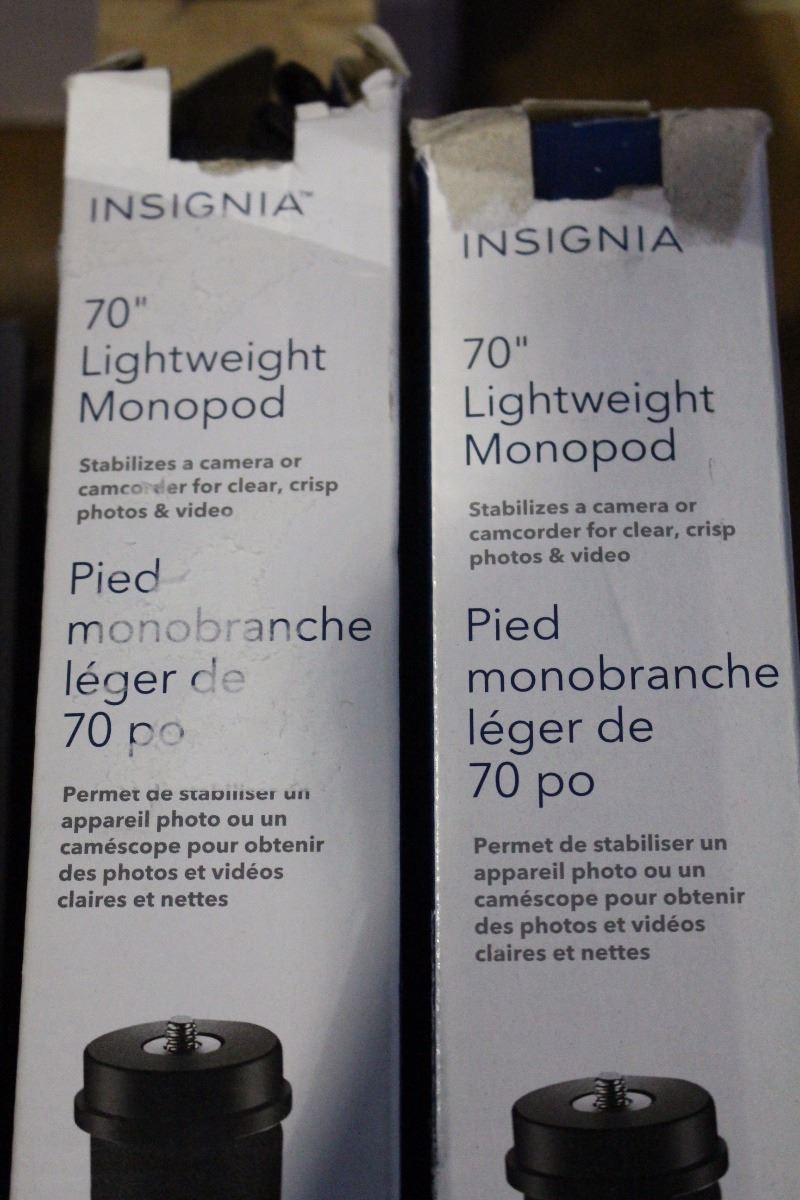 INSIGNIA™
70"
Lightweight
Monopod
Stabilizes a camera or
camcorder for clear, crisp
photos & video
Pied
monobranche
léger de
70 po
Permet de stabiliser un
appareil photo ou un
caméscope pour obtenir
des photos et vidéos
claires et nettes
INSIGNIA
70"
Lightweight
Monopod
Stabilizes a camera or
camcorder for clear, crisp
photos & video
Pied
monobranche
léger de
70 po
Permet de stabiliser un
appareil photo ou un
caméscope pour obtenir
des photos et vidéos
claires et nettes